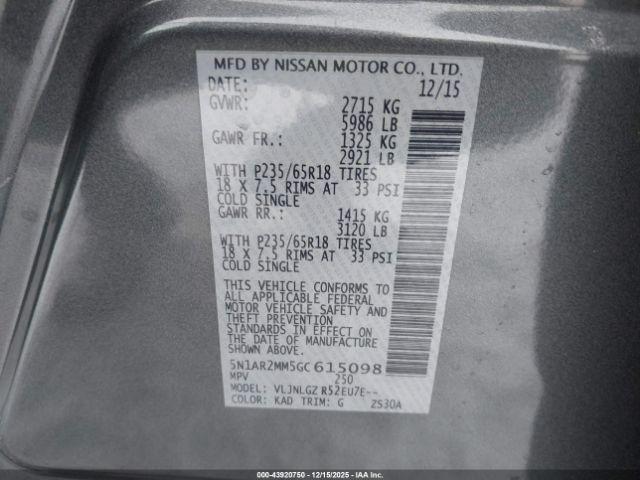 MFD BY NISSAN MOTOR CO., LTD.
DATE: 12/15
GVWR: 2715 KG
5986 LB
GAWR FR.: 1325 KG
2921 LB
WITH P235/65R18 TIRES
18 X 7.5 RIMS AT 33 PSI
COLD SINGLE
GAWR RR.: 1415 KG
3120 LB
WITH P235/65R18 TIRES
18 X 7.5 RIMS AT 33 PSI
COLD SINGLE
THIS VEHICLE CONFORMS TO
ALL APPLICABLE FEDERAL
MOTOR VEHICLE SAFETY AND
THEFT PREVENTION
STANDARDS IN EFFECT ON
THE DATE OF MANUFACTURE
SHOWN ABOVE.
5N1AR2MM5GC615098
MPV 250
MODEL: VLJNLGZ R52EU7E--
COLOR: KAD TRIM: G ZS30A
000-43920750 - 12/15/2025 - IAA Inc.